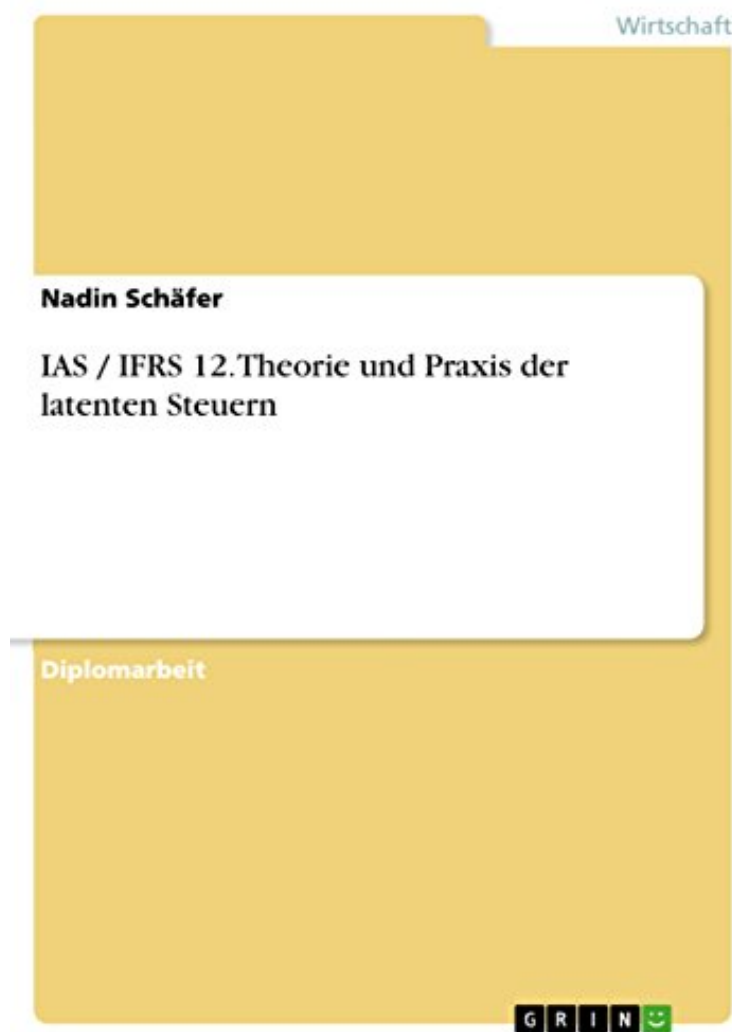 Wirtschaft
Nadin Schäfer
IAS / IFRS 12. Theorie und Praxis der
latenten Steuern
Diplomarbeit
GRIN